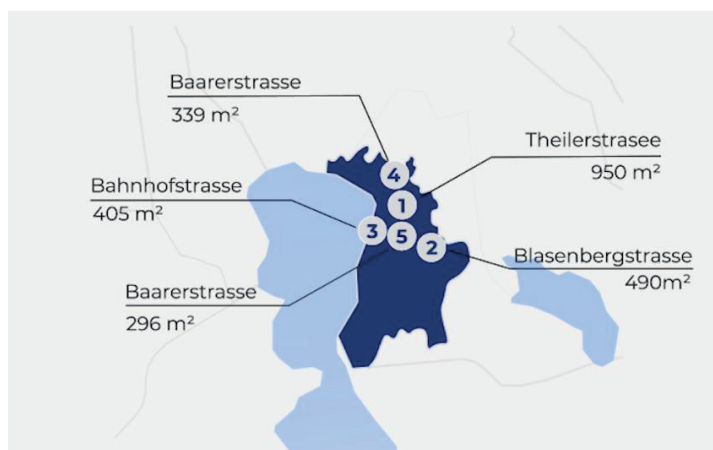 Baarerstrasse
339 m²
Theilerstrasee
950 m²
Bahnhofstrasse
405 m²
Blasenbergstrasse
490m²
Baarerstrasse
296 m²
4
1
3
5
2